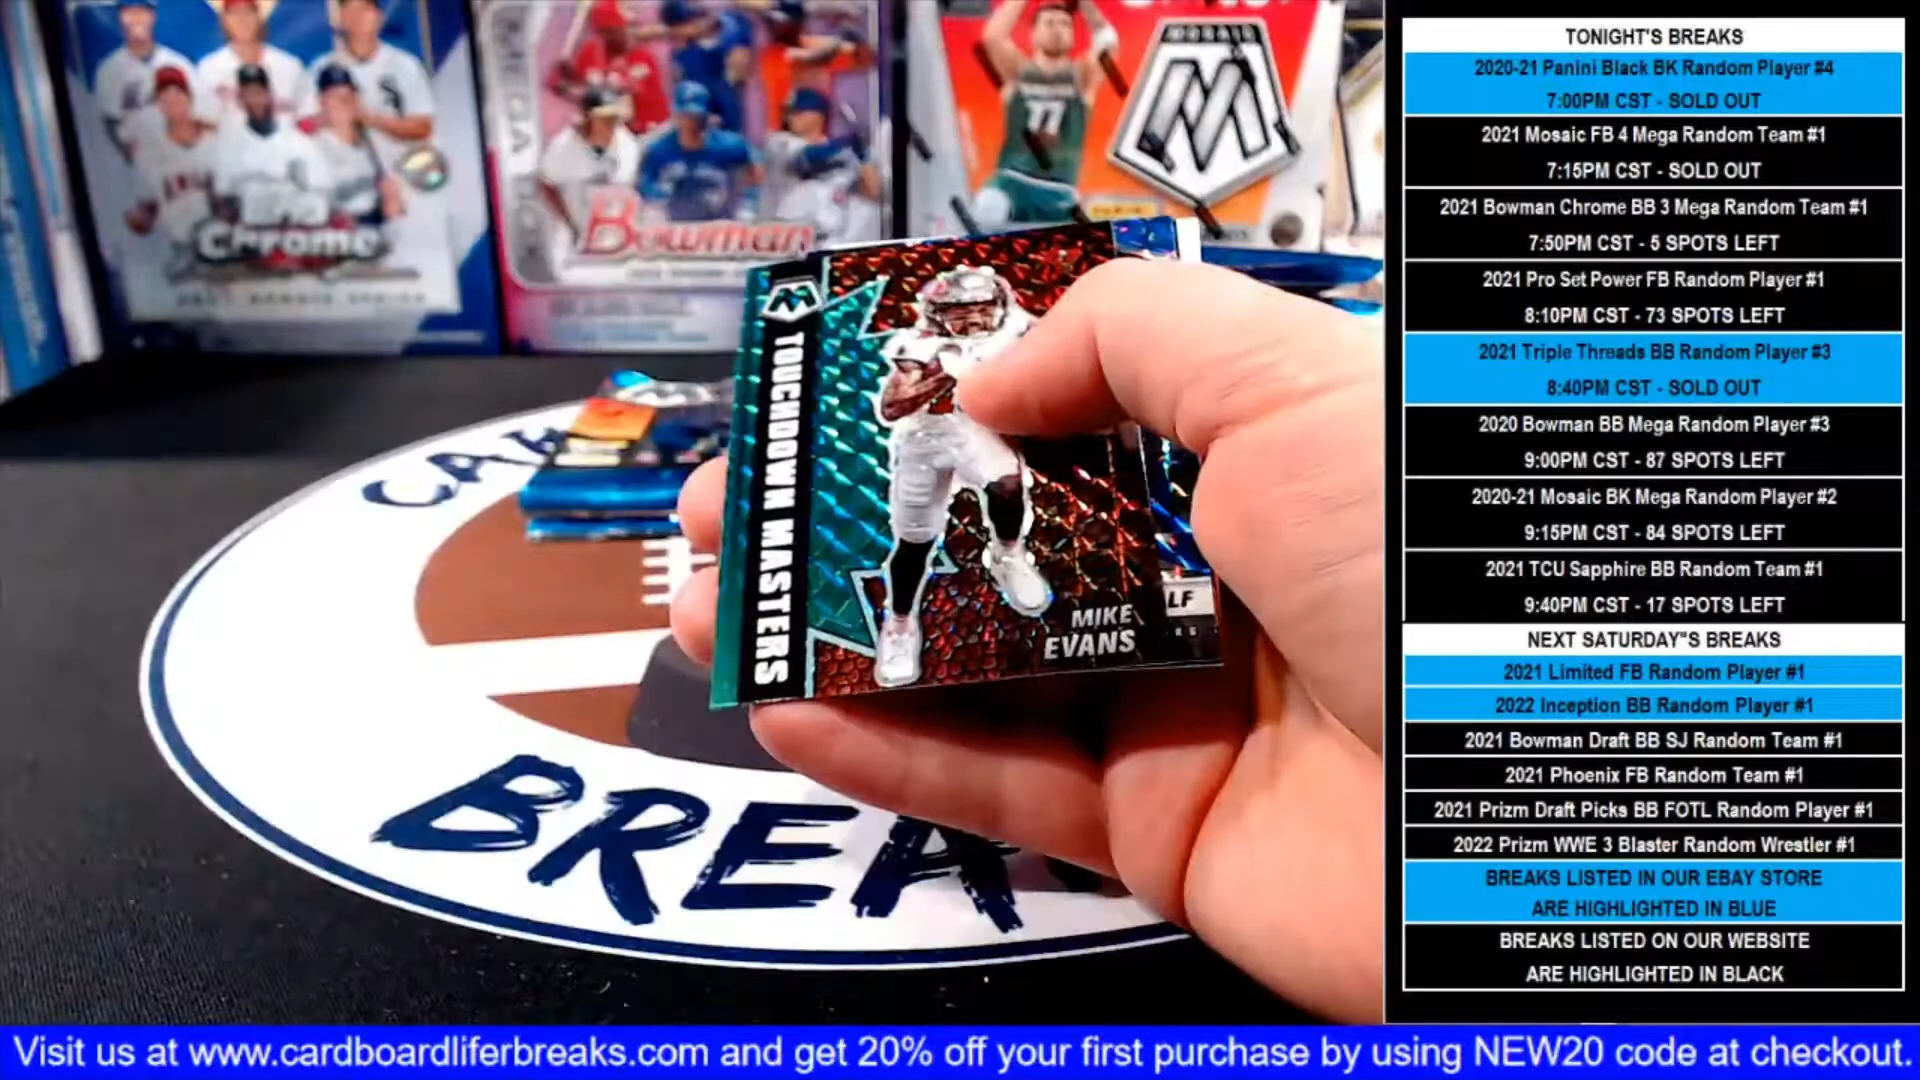 Chrome
Bowman
MOSAIC
77
CAR
TOUCHDOWN MASTERS
MIKE
EVANS
LF
BREA
TONIGHT'S BREAKS
2020-21 Panini Black BK Random Player #4
7:00PM CST - SOLD OUT
2021 Mosaic FB 4 Mega Random Team #1
7:15PM CST - SOLD OUT
2021 Bowman Chrome BB 3 Mega Random Team #1
7:50PM CST - 5 SPOTS LEFT
2021 Pro Set Power FB Random Player #1
8:10PM CST - 73 SPOTS LEFT
2021 Triple Threads BB Random Player #3
8:40PM CST - SOLD OUT
2020 Bowman BB Mega Random Player #3
9:00PM CST - 87 SPOTS LEFT
2020-21 Mosaic BK Mega Random Player #2
9:15PM CST - 84 SPOTS LEFT
2021 TCU Sapphire BB Random Team #1
9:40PM CST - 17 SPOTS LEFT
NEXT SATURDAY"S BREAKS
2021 Limited FB Random Player #1
2022 Inception BB Random Player #1
2021 Bowman Draft BB SJ Random Team #1
2021 Phoenix FB Random Team #1
2021 Prizm Draft Picks BB FOTL Random Player #1
2022 Prizm WWE 3 Blaster Random Wrestler #1
BREAKS LISTED IN OUR EBAY STORE
ARE HIGHLIGHTED IN BLUE
BREAKS LISTED ON OUR WEBSITE
ARE HIGHLIGHTED IN BLACK
Visit us at www.cardboardliferbreaks.com and get 20% off your first purchase by using NEW20 code at checkout.